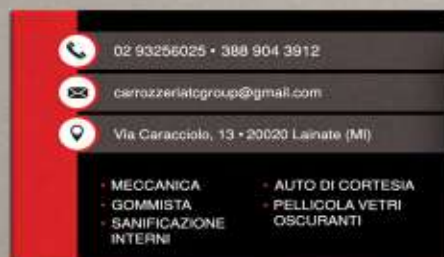 02 93256025 • 388 904 3912
carrozzeriatcgroup@gmail.com
Via Caracciolo, 13 • 20020 Lainate (MI)
• MECCANICA
• GOMMISTA
• SANIFICAZIONE
INTERNI
• AUTO DI CORTESIA
• PELLICOLA VETRI
OSCURANTI